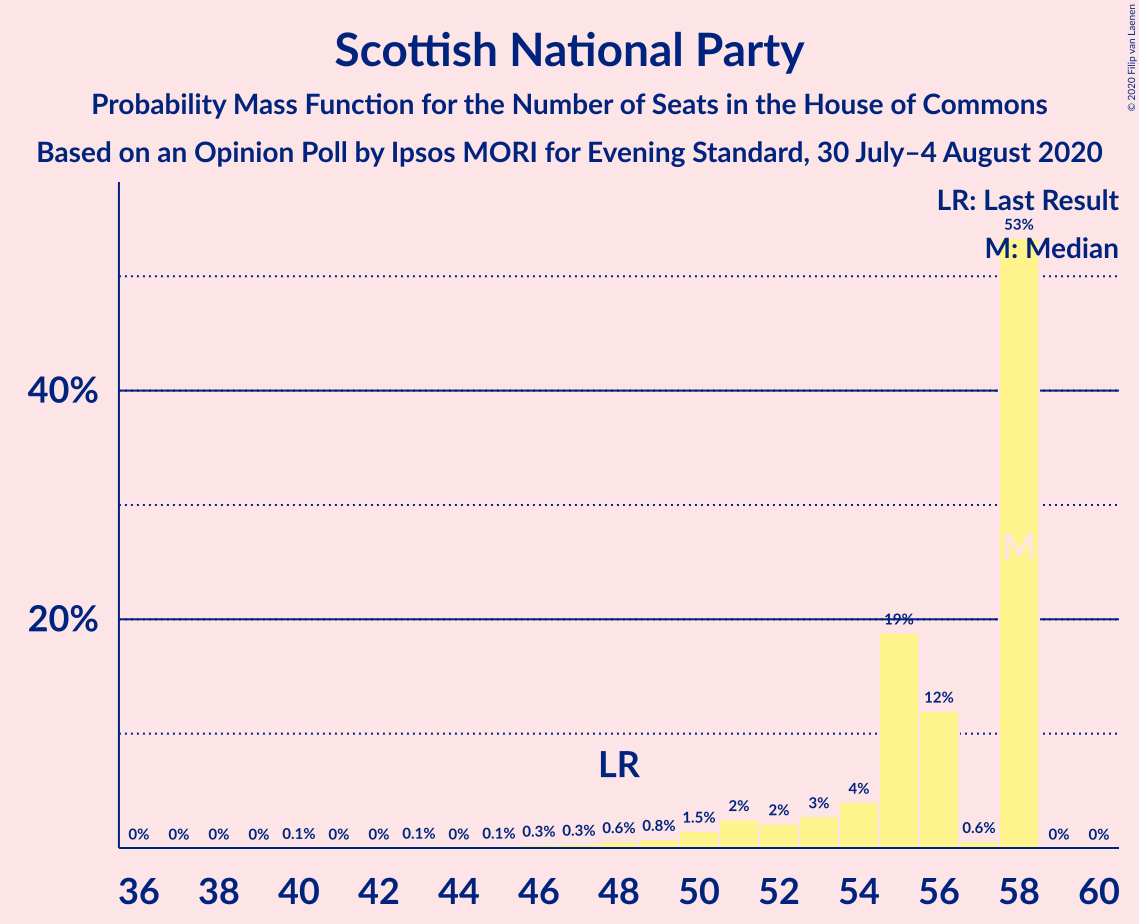 Scottish National Party
Probability Mass Function for the Number of Seats in the House of Commons
Based on an Opinion Poll by Ipsos MORI for Evening Standard, 30 July–4 August 2020
© 2020 Filip van Laenen
LR: Last Result
53%
M: Median
40%
M
20%
19%
12%
LR
0% 0% 0% 0% 0.1% 0% 0% 0.1% 0% 0.1% 0.3% 0.3% 0.6% 0.8% 1.5% 2% 2% 3% 4% 0.6% 0% 0%
36 38 40 42 44 46 48 50 52 54 56 58 60